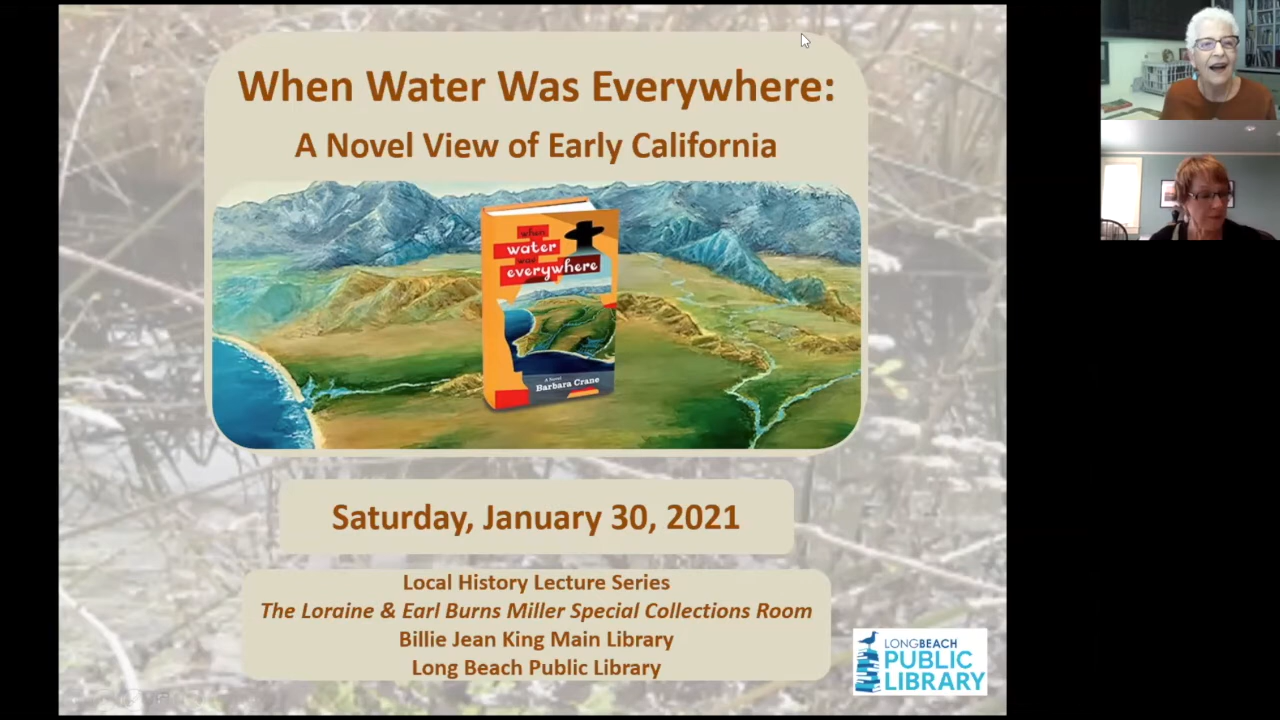 When Water Was Everywhere:
A Novel View of Early California
when
water
was
everywhere
A Novel
Barbara Crane
Saturday, January 30, 2021
Local History Lecture Series
The Loraine & Earl Burns Miller Special Collections Room
Billie Jean King Main Library
Long Beach Public Library
LONGBEACH
PUBLIC
LIBRARY